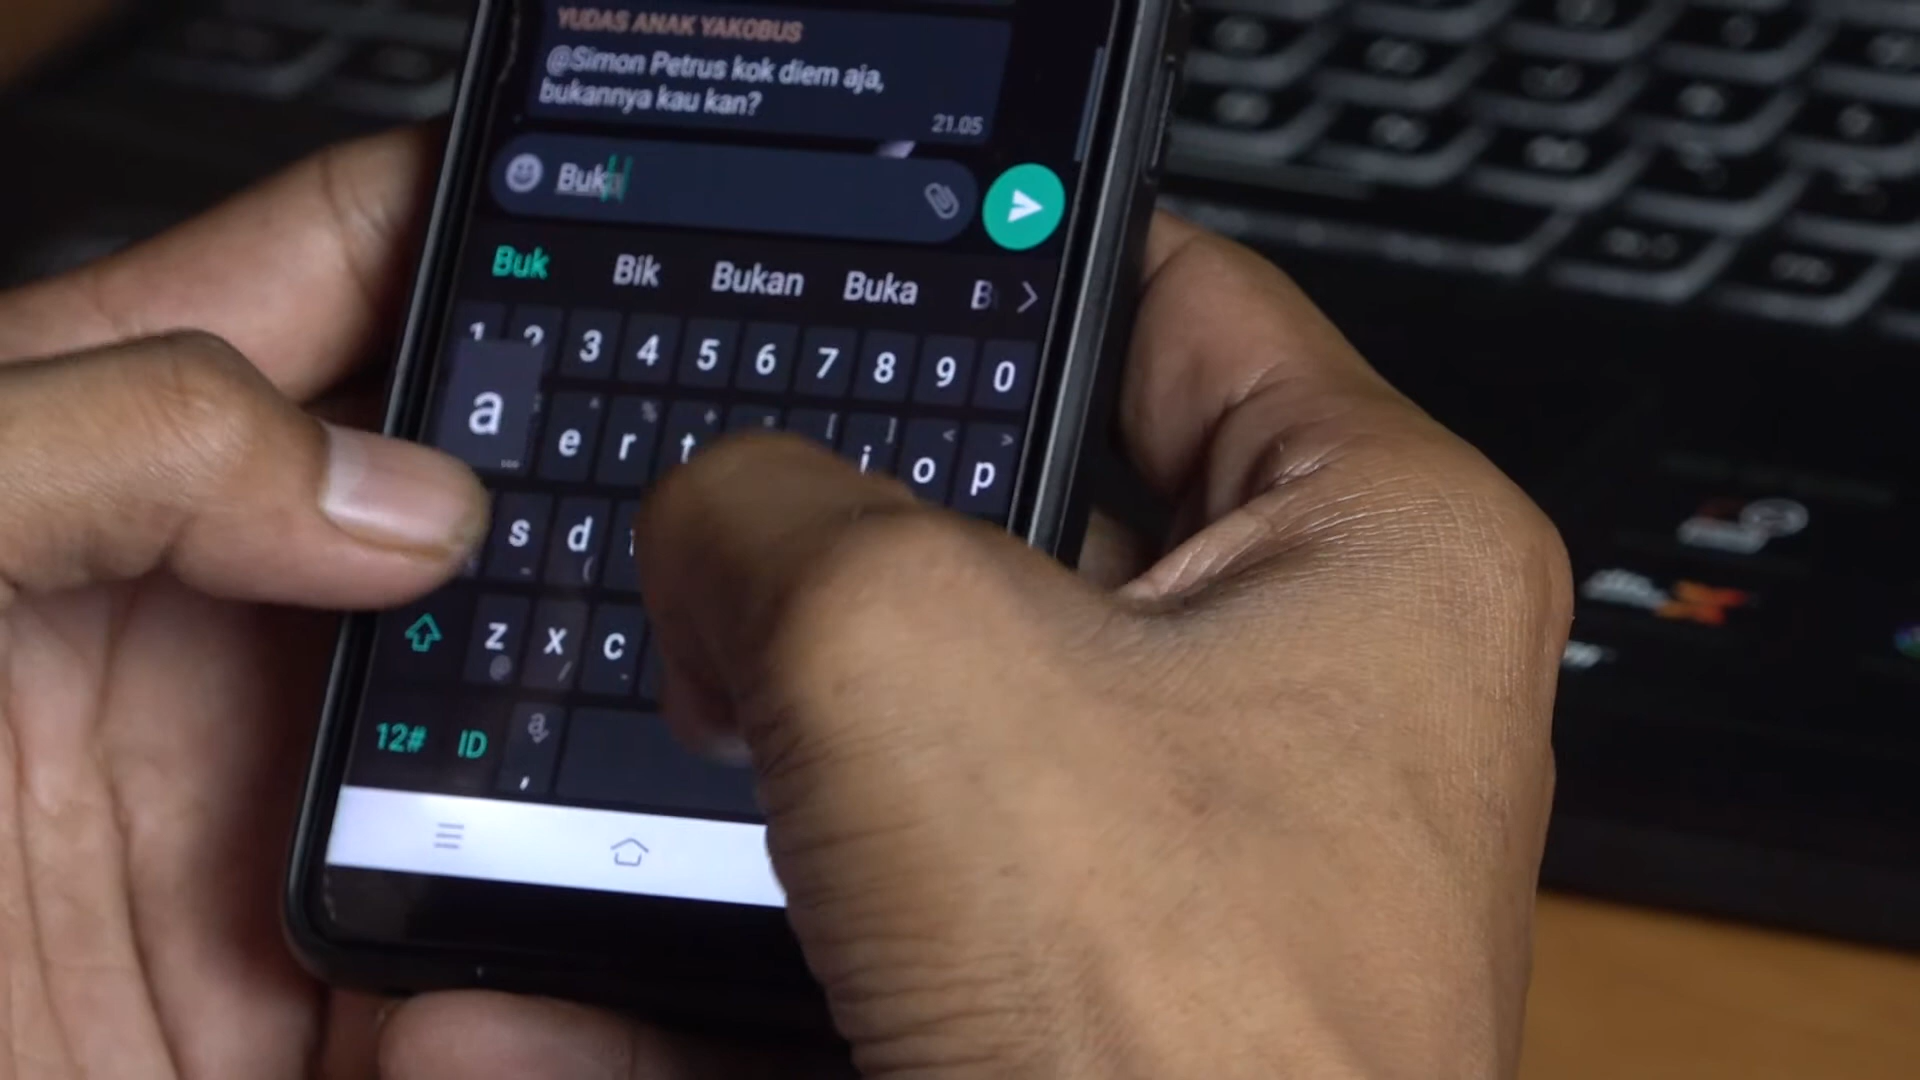 YUDAS ANAK YAKOBUS
@Simon Petrus kok diem aja,
bukannya kau kan?
21.05
Buka
Buk Bik Bukan Buka
1 2 3 4 5 6 7 8 9 0
a e r t i o p
s d
z x c
12# ID ,